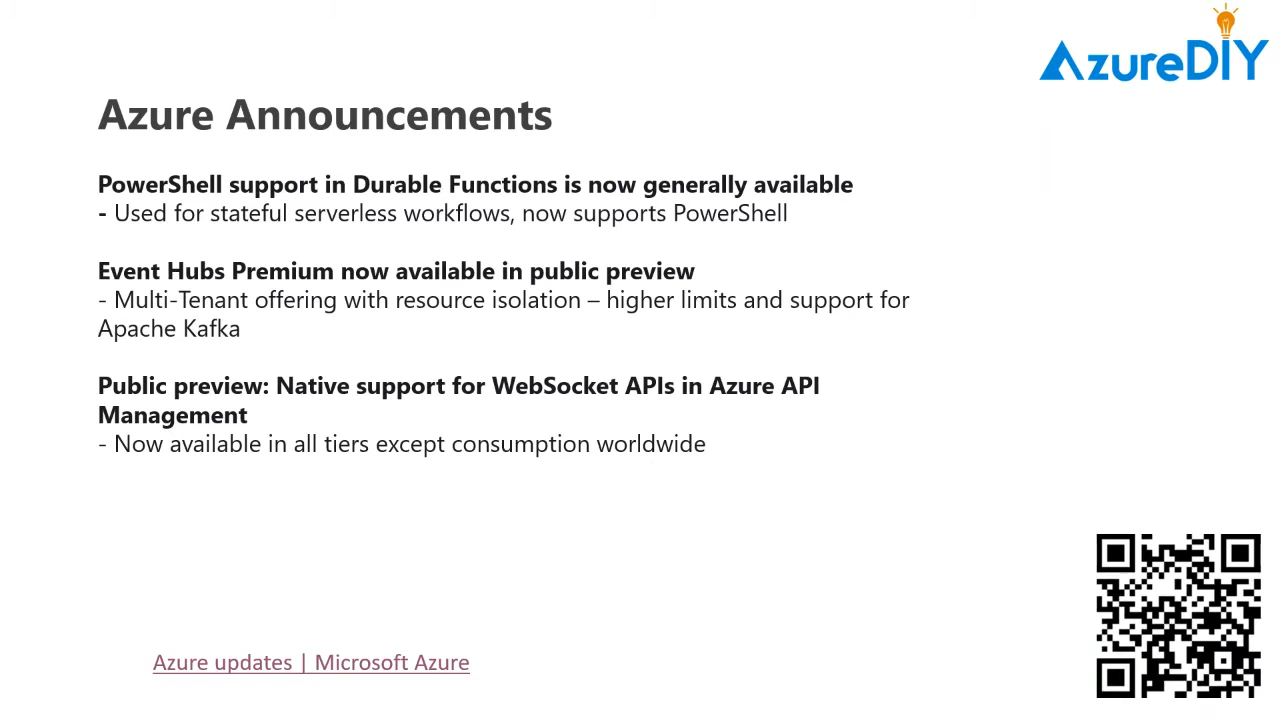 AzureDIY
Azure Announcements
PowerShell support in Durable Functions is now generally available
- Used for stateful serverless workflows, now supports PowerShell
Event Hubs Premium now available in public preview
- Multi-Tenant offering with resource isolation – higher limits and support for
Apache Kafka
Public preview: Native support for WebSocket APIs in Azure API
Management
- Now available in all tiers except consumption worldwide
Azure updates | Microsoft Azure